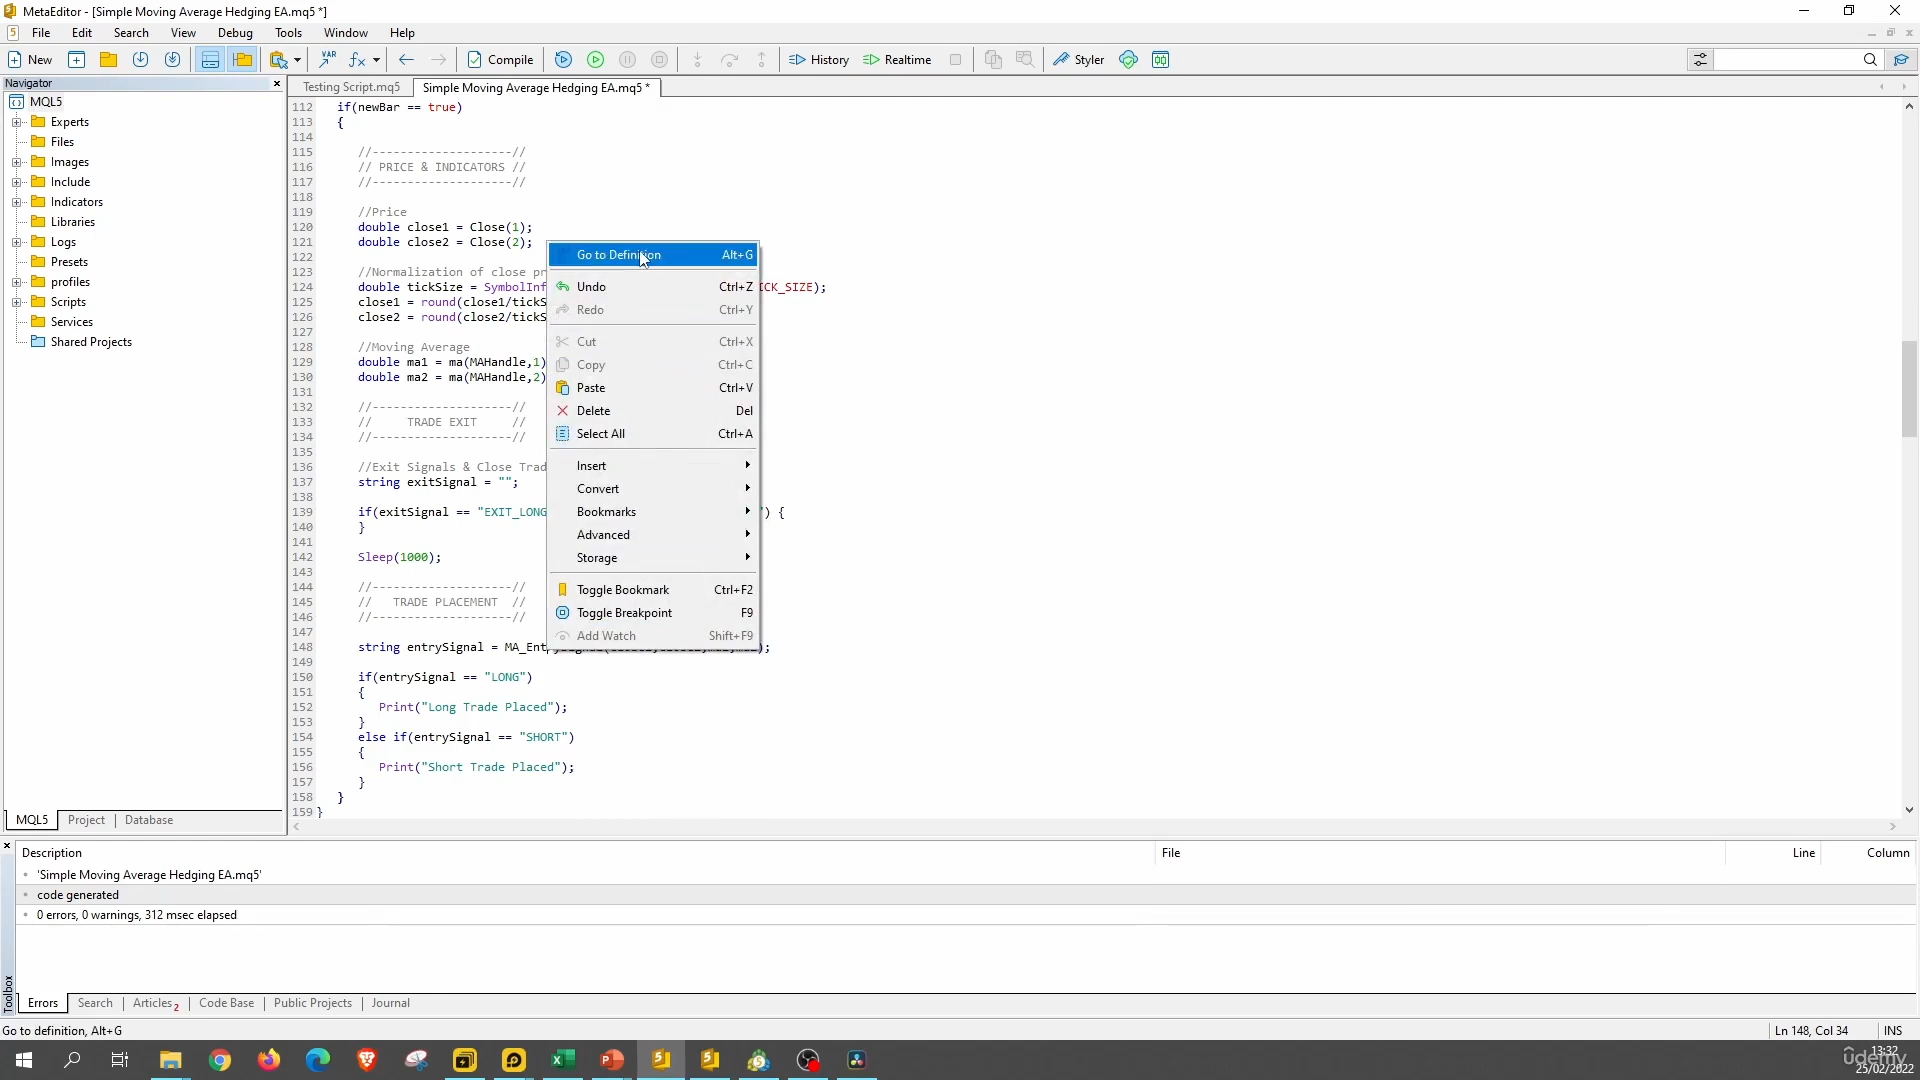 MetaEditor - [Simple Moving Average Hedging EA.mq5 *]
File Edit Search View Debug Tools Window Help
New VAR Compile History Realtime Styler
Navigator
MQL5
Experts
Files
Images
Include
Indicators
Libraries
Logs
Presets
profiles
Scripts
Services
Shared Projects
MQL5 Project Database
Testing Script.mq5 Simple Moving Average Hedging EA.mq5 *
112 if(newBar == true)
113 {
114
115 //--------------------//
116 // PRICE & INDICATORS //
117 //--------------------//
118
119 //Price
120 double close1 = Close(1);
121 double close2 = Close(2);
122
123 //Normalization of close pr
124 double tickSize = SymbolInf CK_SIZE);
125 close1 = round(close1/tickS
126 close2 = round(close2/tickS
127
128 //Moving Average
129 double ma1 = ma(MAHandle,1)
130 double ma2 = ma(MAHandle,2)
131
132 //--------------------//
133 // TRADE EXIT //
134 //--------------------//
135
136 //Exit Signals & Close Trad
137 string exitSignal = "";
138
139 if(exitSignal == "EXIT_LONG ") {
140 }
141
142 Sleep(1000);
143
144 //--------------------//
145 // TRADE PLACEMENT //
146 //--------------------//
147
148 string entrySignal = MA_Ent );
149
150 if(entrySignal == "LONG")
151 {
152 Print("Long Trade Placed");
153 }
154 else if(entrySignal == "SHORT")
155 {
156 Print("Short Trade Placed");
157 }
158 }
159 }
Go to Definition Alt+G
Undo Ctrl+Z
Redo Ctrl+Y
Cut Ctrl+X
Copy Ctrl+C
Paste Ctrl+V
Delete Del
Select All Ctrl+A
Insert
Convert
Bookmarks
Advanced
Storage
Toggle Bookmark Ctrl+F2
Toggle Breakpoint F9
Add Watch Shift+F9
Toolbox
Description File Line Column
'Simple Moving Average Hedging EA.mq5'
code generated
0 errors, 0 warnings, 312 msec elapsed
Errors Search Articles 2 Code Base Public Projects Journal
Go to definition, Alt+G Ln 148, Col 34 INS
13:32
25/02/2022
ûdemy